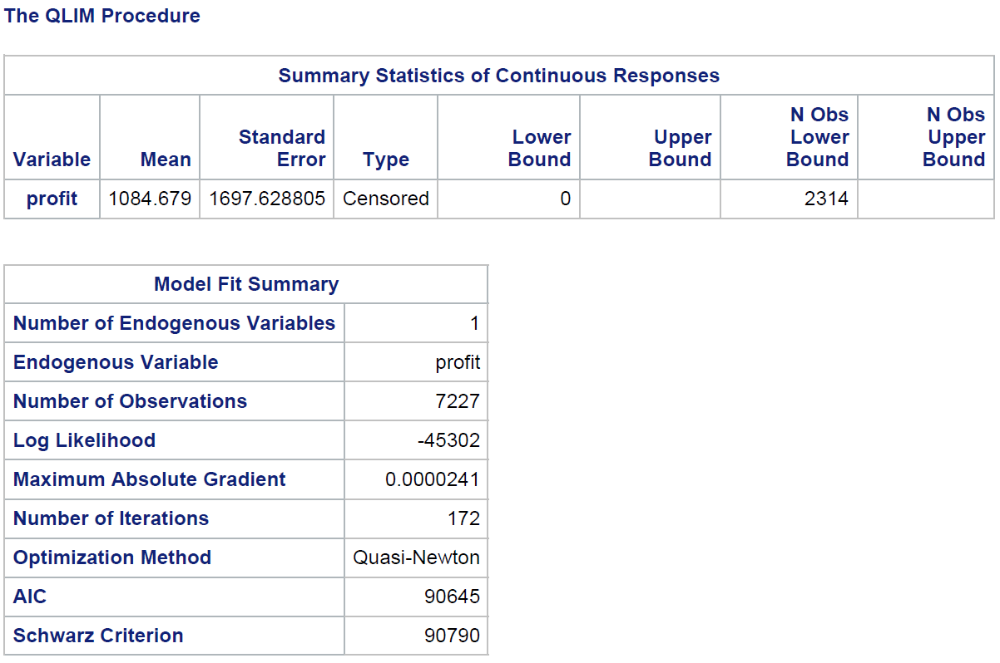 The QLIM Procedure
Summary Statistics of Continuous Responses
Variable Mean Standard Error Type Lower Bound Upper Bound N Obs Lower Bound N Obs Upper Bound
profit 1084.679 1697.628805 Censored 0 2314
Model Fit Summary
Number of Endogenous Variables 1
Endogenous Variable profit
Number of Observations 7227
Log Likelihood -45302
Maximum Absolute Gradient 0.0000241
Number of Iterations 172
Optimization Method Quasi-Newton
AIC 90645
Schwarz Criterion 90790